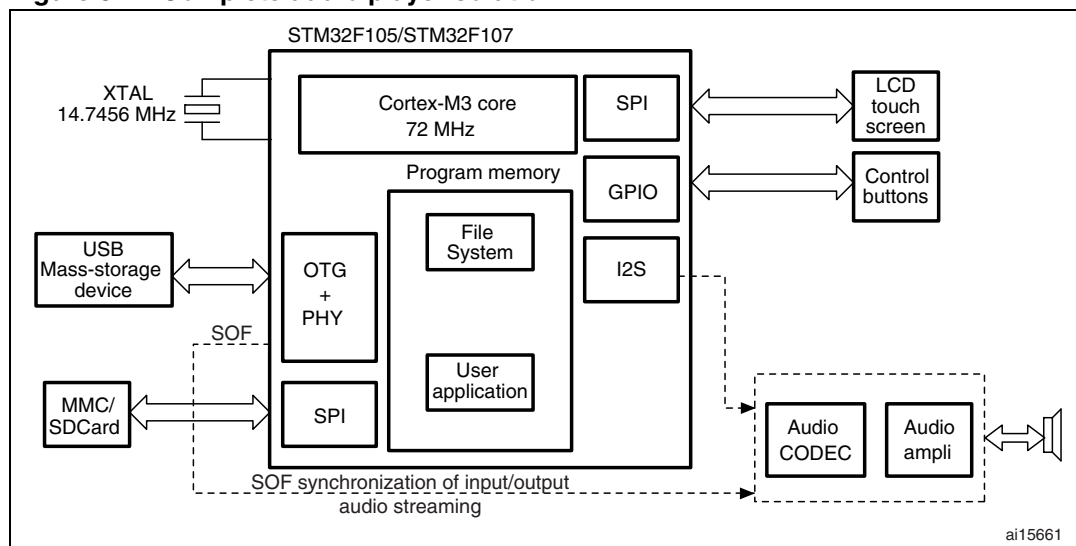 STM32F105/STM32F107
XTAL
14.7456 MHz
Cortex-M3 core
72 MHz
SPI
LCD
touch
screen
Program memory
GPIO
Control
buttons
File
System
I2S
USB
Mass-storage
device
OTG
+
PHY
SOF
User
application
MMC/
SDCard
SPI
Audio
CODEC
Audio
ampli
SOF synchronization of input/output
audio streaming
ai15661